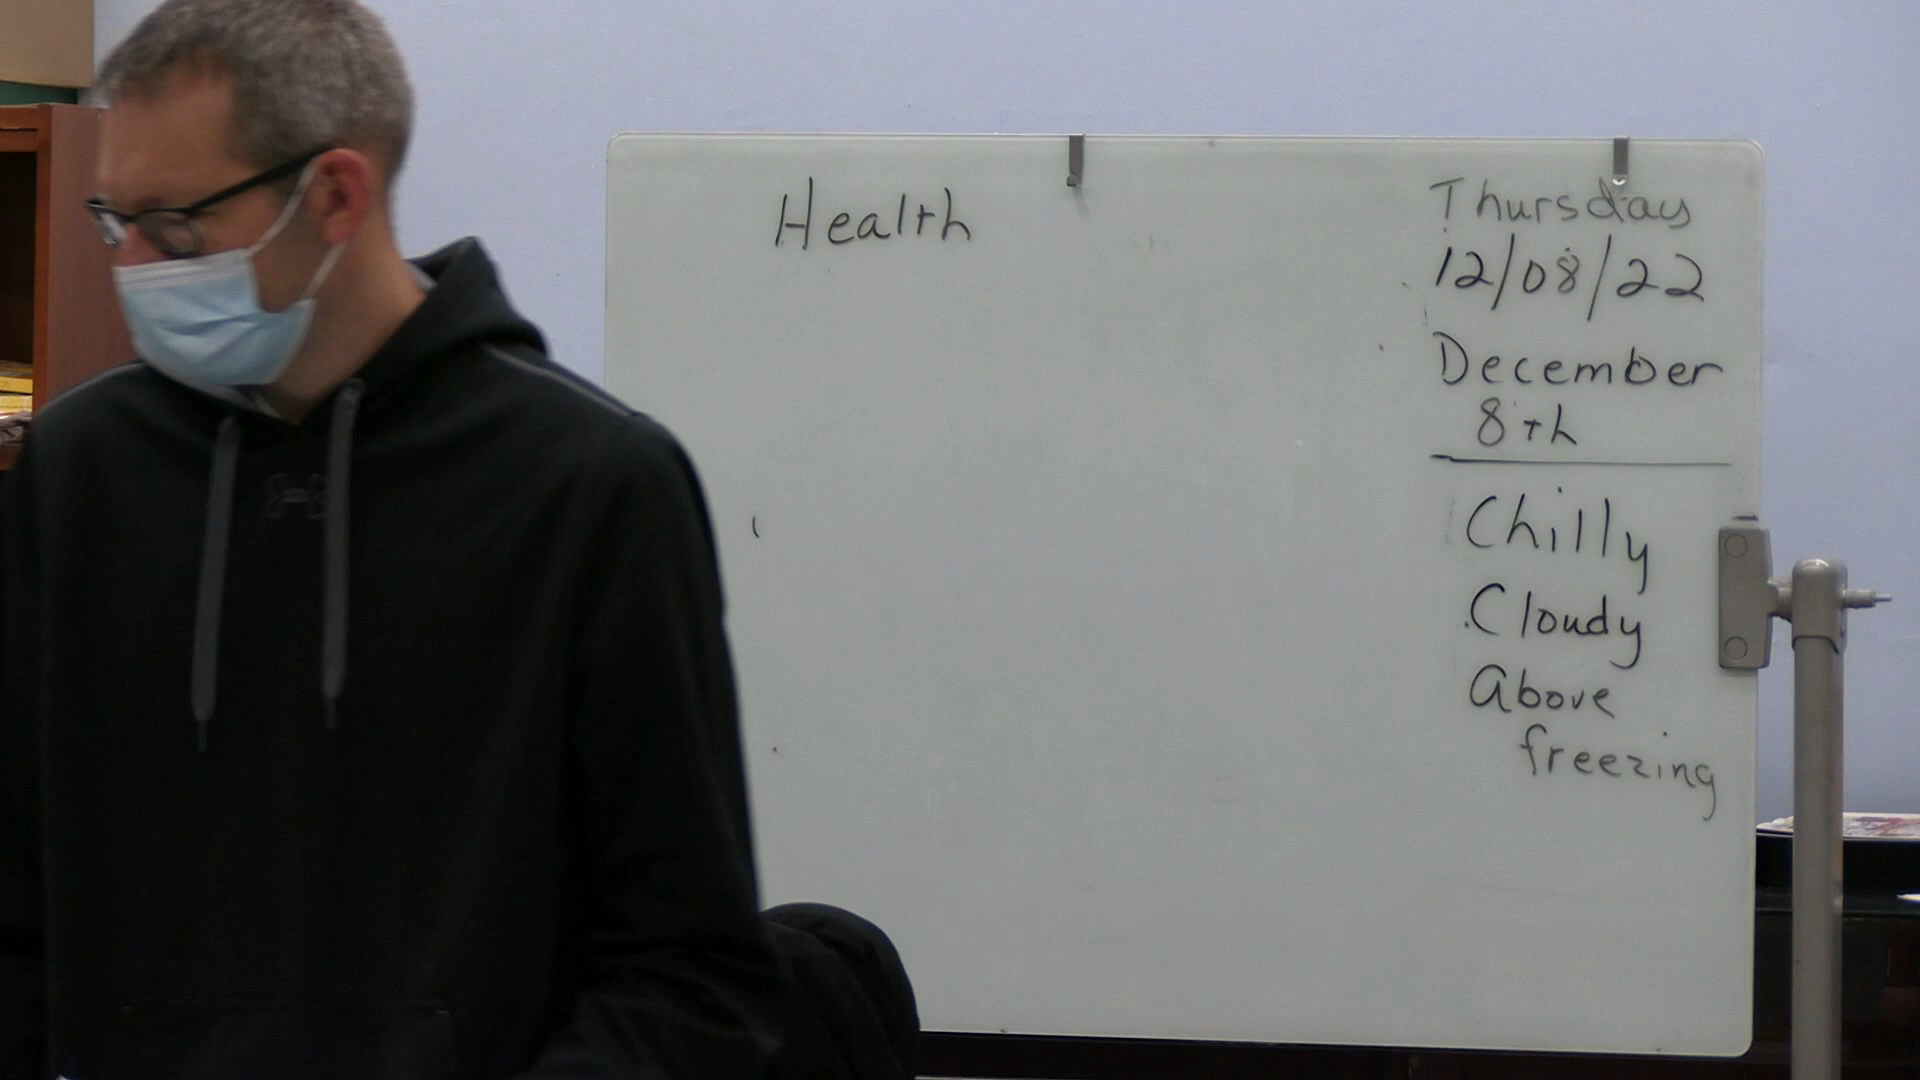 Health
Thursday
12/08/22
December
8th
Chilly
Cloudy
Above
freezing